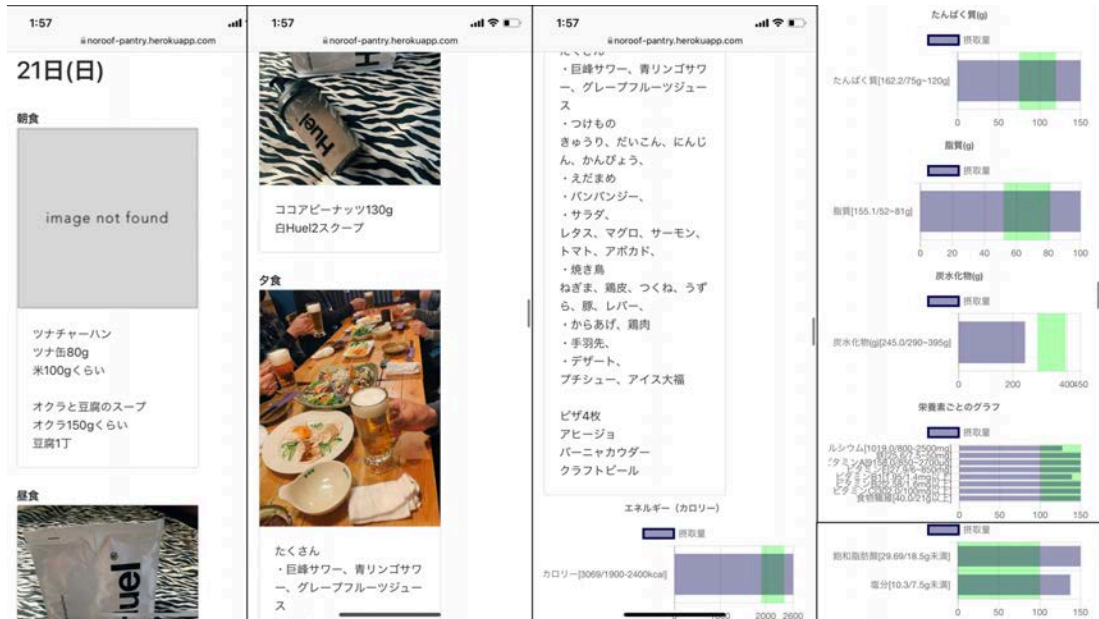 1:57
noroof-pantry.herokuapp.com
21日(日)
朝食
image not found
ツナチャーハン
ツナ缶80g
米100gくらい
オクラと豆腐のスープ
オクラ150gくらい
豆腐1丁
昼食
Huel
1:57
noroof-pantry.herokuapp.com
Huel
ココアピーナッツ130g
白Huel2スクープ
夕食
たくさん
・巨峰サワー、青リンゴサワ
ー、グレープフルーツジュー
ス
1:57
noroof-pantry.herokuapp.com
たくさん
・巨峰サワー、青リンゴサワ
ー、グレープフルーツジュー
ス
・つけもの
きゅうり、だいこん、にんじ
ん、かんぴょう、
・えだまめ
・バンバンジー、
・サラダ、
レタス、マグロ、サーモン、
トマト、アボカド、
・焼き鳥
ねぎま、鶏皮、つくね、うず
ら、豚、レバー、
・からあげ、鶏肉
・手羽先、
・デザート、
プチシュー、アイス大福
ピザ4枚
アヒージョ
バーニャカウダー
クラフトビール
エネルギー（カロリー）
摂取量
カロリー[3069/1900-2400kcal]
0 1000 2000 2600
たんぱく質(g)
摂取量
たんぱく質[162.2/75g~120g]
0 50 100 150
脂質(g)
摂取量
脂質[155.1/52~81g]
0 20 40 60 80 100
炭水化物(g)
摂取量
炭水化物(g)[245.0/290~395g]
0 200 400450
栄養素ごとのグラフ
摂取量
ルシウム[1019.0/800-2500mg]
食物繊維[40.0/21g以上]
0 50 100 150
摂取量
飽和脂肪酸[29.69/18.5g未満]
塩分[10.3/7.5g未満]
0 50 100 150